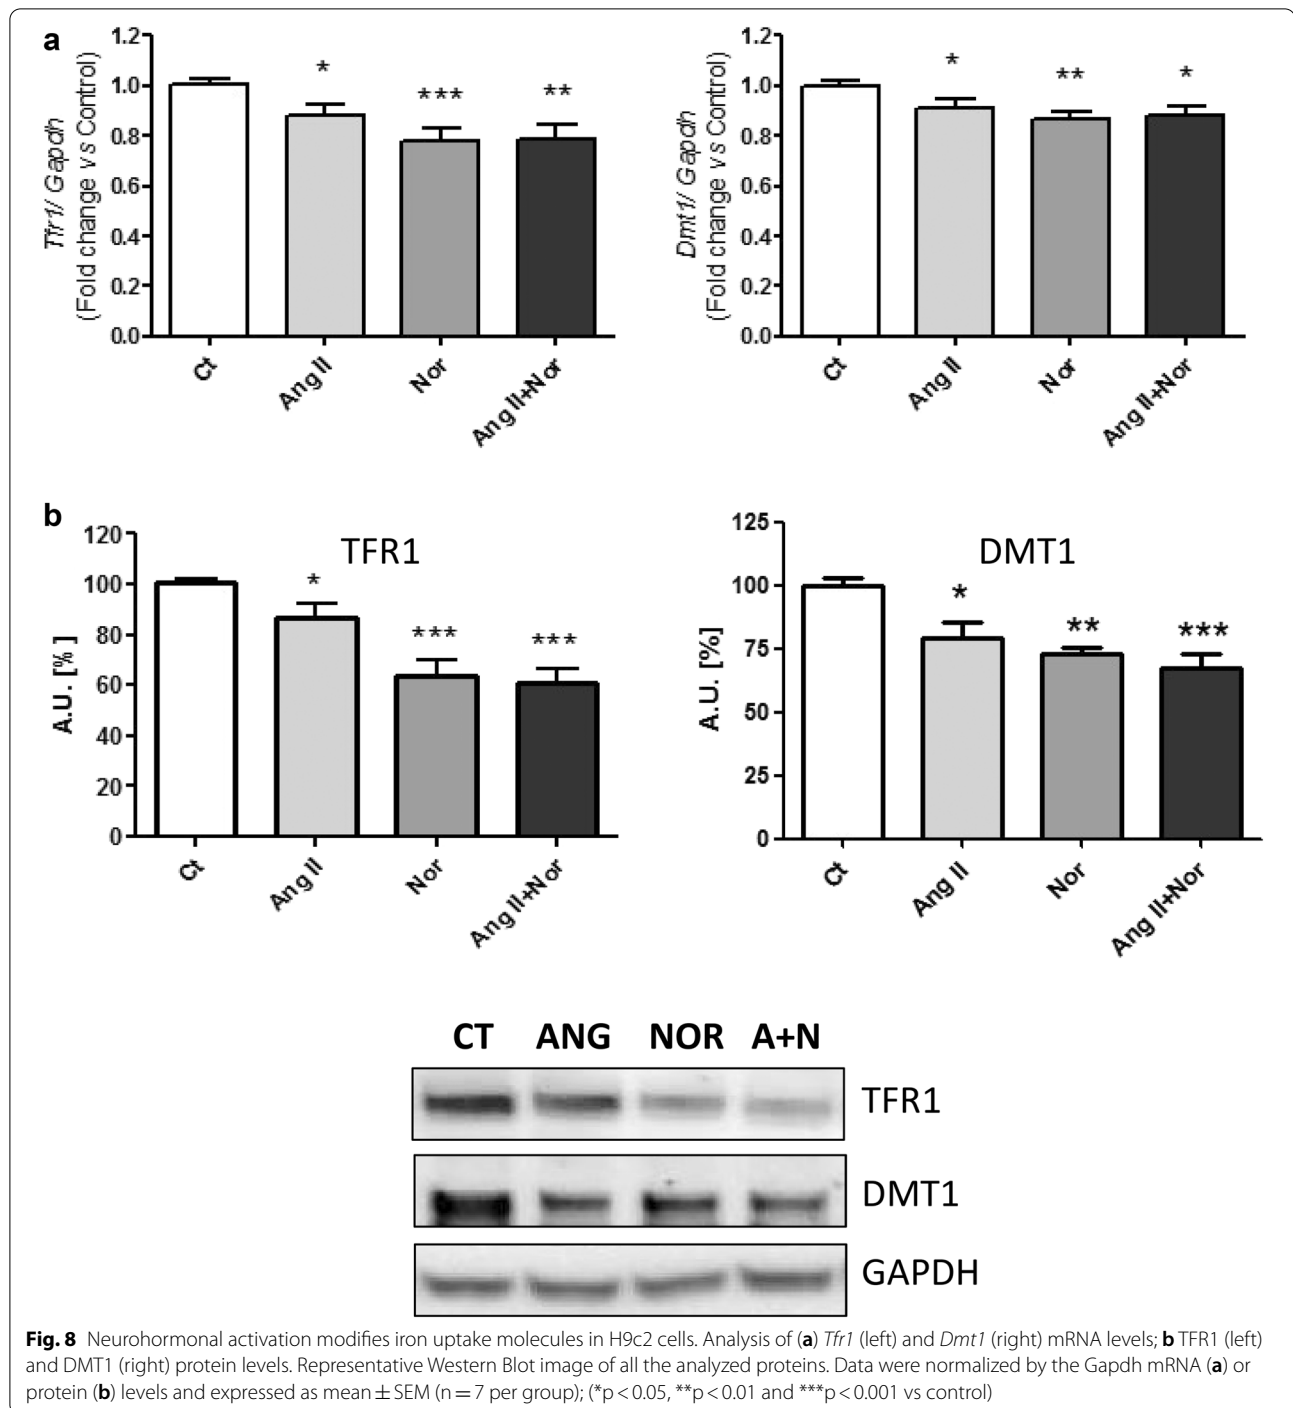 a
Tfr1/ Gapdh
(Fold change vs Control)
1.2
1.0
0.8
0.6
0.4
0.2
0.0
*
***
**
Ct
Ang II
Nor
Ang II+Nor
Dmt1/ Gapdh
(Fold change vs Control)
1.2
1.0
0.8
0.6
0.4
0.2
0.0
*
**
*
Ct
Ang II
Nor
Ang II+Nor
b
TFR1
A.U. [%]
120
100
80
60
40
20
0
*
***
***
Ct
Ang II
Nor
Ang II+Nor
DMT1
A.U. [%]
125
100
75
50
25
0
*
**
***
Ct
Ang II
Nor
Ang II+Nor
CT ANG NOR A+N
TFR1
DMT1
GAPDH
Fig. 8 Neurohormonal activation modifies iron uptake molecules in H9c2 cells. Analysis of (a) Tfr1 (left) and Dmt1 (right) mRNA levels; b TFR1 (left)
and DMT1 (right) protein levels. Representative Western Blot image of all the analyzed proteins. Data were normalized by the Gapdh mRNA (a) or
protein (b) levels and expressed as mean ± SEM (n = 7 per group); (*p < 0.05, **p < 0.01 and ***p < 0.001 vs control)